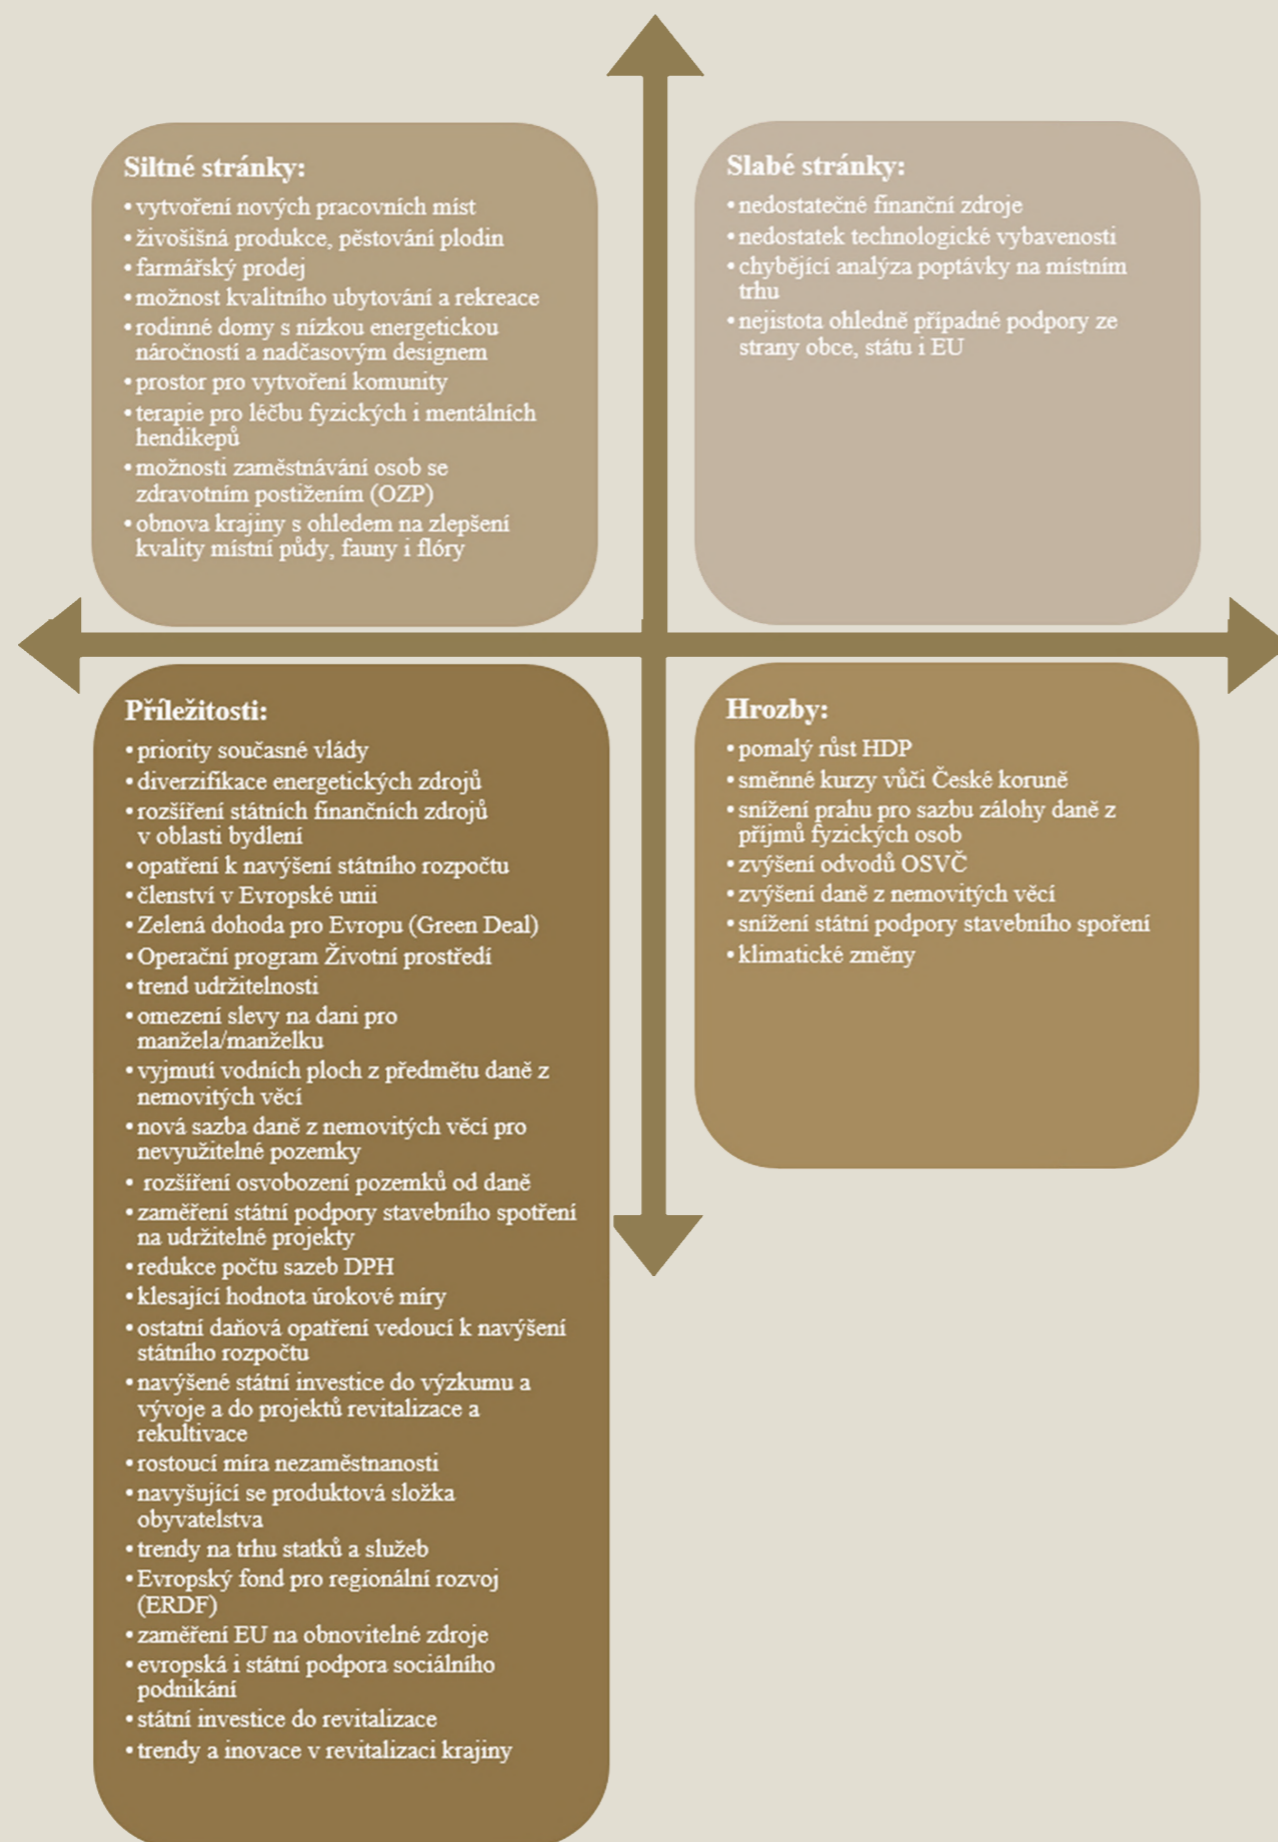 Siltné stránky:
• vytvoření nových pracovních míst
• živošišná produkce, pěstování plodin
• farmářský prodej
• možnost kvalitního ubytování a rekreace
• rodinné domy s nízkou energetickou
náročností a nadčasovým designem
• prostor pro vytvoření komunity
• terapie pro léčbu fyzických i mentálních
hendikepů
• možnosti zaměstnávání osob se
zdravotním postižením (OZP)
• obnova krajiny s ohledem na zlepšení
kvality místní půdy, fauny i flóry
Slabé stránky:
• nedostatečné finanční zdroje
• nedostatek technologické vybavenosti
• chybějící analýza poptávky na místním
trhu
• nejistota ohledně případné podpory ze
strany obce, státu i EU
Příležitosti:
• priority současné vlády
• diverzifikace energetických zdrojů
• rozšíření státních finančních zdrojů
v oblasti bydlení
• opatření k navýšení státního rozpočtu
• členství v Evropské unii
• Zelená dohoda pro Evropu (Green Deal)
• Operační program Životní prostředí
• trend udržitelnosti
• omezení slevy na dani pro
manžela/manželku
• vyjmutí vodních ploch z předmětu daně z
nemovitých věcí
• nová sazba daně z nemovitých věcí pro
nevyužitelné pozemky
• rozšíření osvobození pozemků od daně
• zaměření státní podpory stavebního spotření
na udržitelné projekty
• redukce počtu sazeb DPH
• klesající hodnota úrokové míry
• ostatní daňová opatření vedoucí k navýšení
státního rozpočtu
• navýšené státní investice do výzkumu a
vývoje a do projektů revitalizace a
rekultivace
• rostoucí míra nezaměstnanosti
• navyšující se produktová složka
obyvatelstva
• trendy na trhu statků a služeb
• Evropský fond pro regionální rozvoj
(ERDF)
• zaměření EU na obnovitelné zdroje
• evropská i státní podpora sociálního
podnikání
• státní investice do revitalizace
• trendy a inovace v revitalizaci krajiny
Hrozby:
• pomalý růst HDP
• směnné kurzy vůči České koruně
• snížení prahu pro sazbu zálohy daně z
příjmů fyzických osob
• zvýšení odvodů OSVČ
• zvýšení daně z nemovitých věcí
• snížení státní podpory stavebního spoření
• klimatické změny